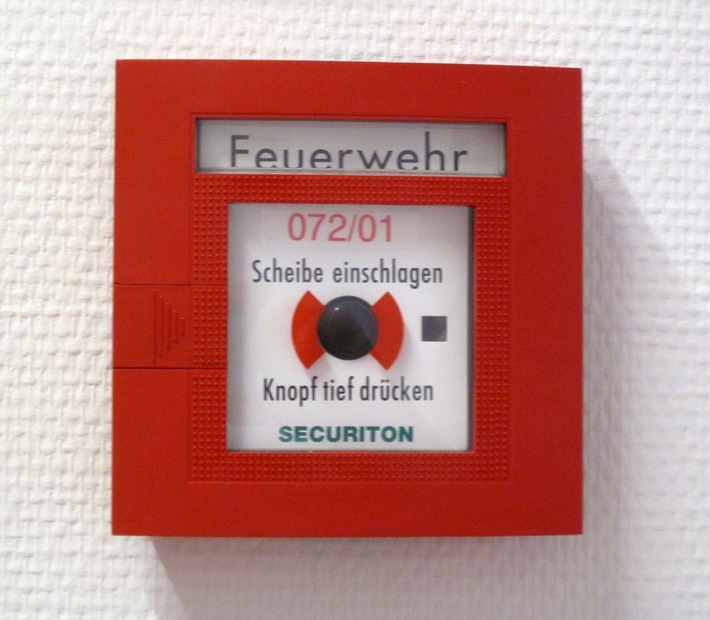 Feuerwehr
072/01
Scheibe einschlagen
Knopf tief drücken
SECURITON